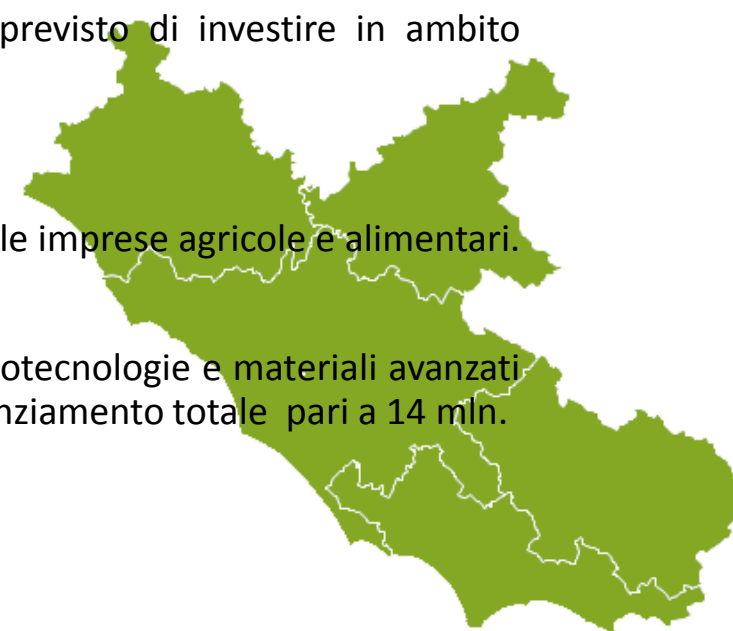 previsto di investire in ambito
le imprese agricole e alimentari.
otecnologie e materiali avanzati
nziamento totale pari a 14 mln.